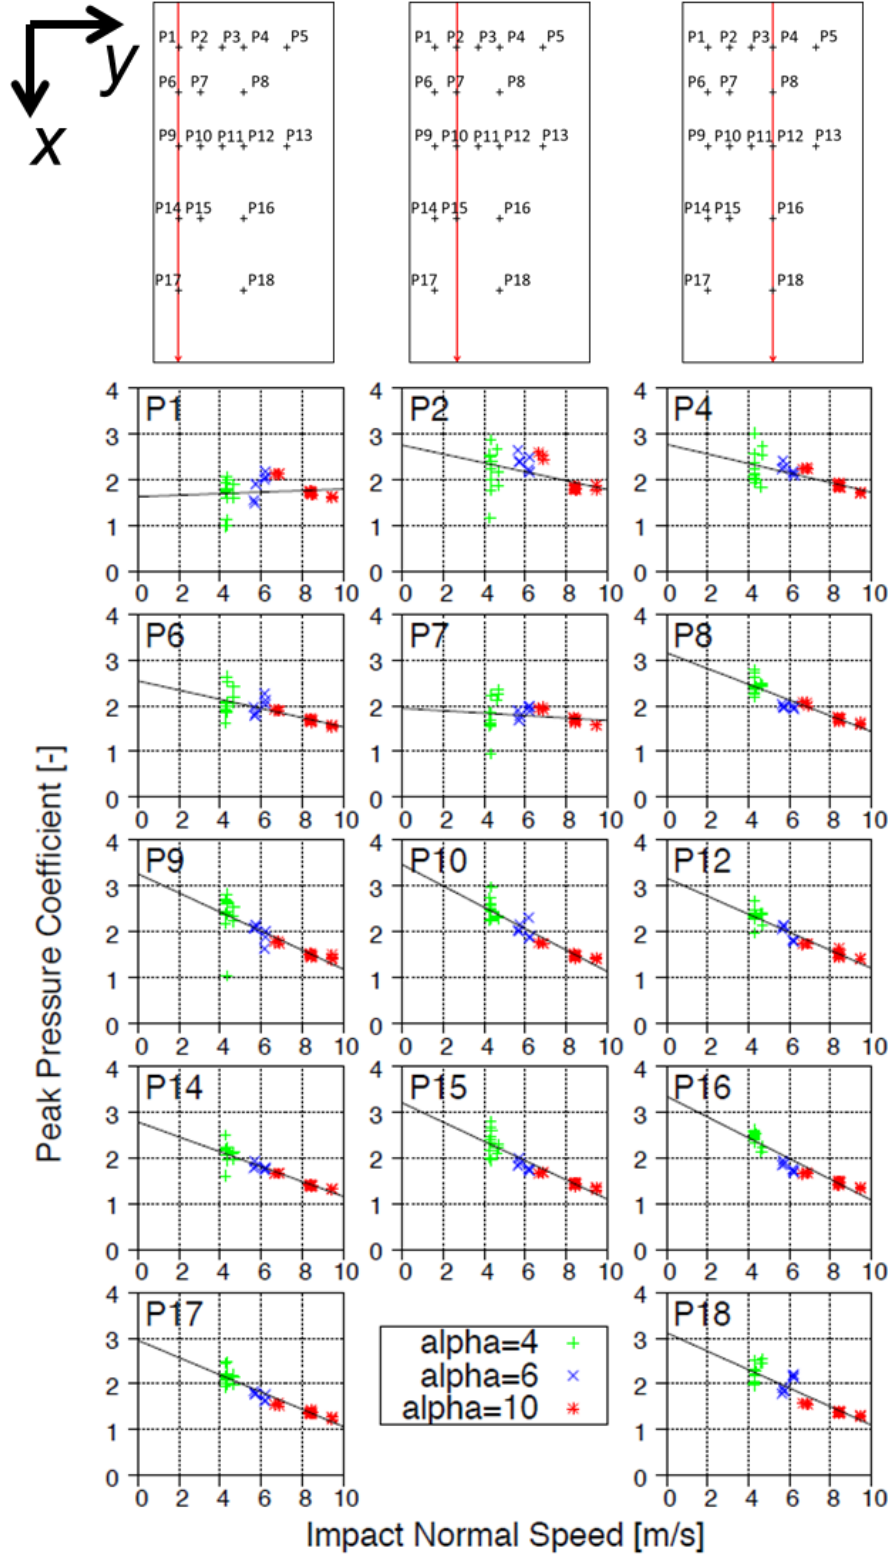 y
x
P1 P2 P3 P4 P5
P6 P7 P8
P9 P10 P11 P12 P13
P14 P15 P16
P17 P18
P1 P2 P3 P4 P5
P6 P7 P8
P9 P10 P11 P12 P13
P14 P15 P16
P17 P18
P1 P2 P3 P4 P5
P6 P7 P8
P9 P10 P11 P12 P13
P14 P15 P16
P17 P18
Peak Pressure Coefficient [-]
P1
4
3
2
1
0
0 2 4 6 8 10
P2
4
3
2
1
0
0 2 4 6 8 10
P4
4
3
2
1
0
0 2 4 6 8 10
P6
4
3
2
1
0
0 2 4 6 8 10
P7
4
3
2
1
0
0 2 4 6 8 10
P8
4
3
2
1
0
0 2 4 6 8 10
P9
4
3
2
1
0
0 2 4 6 8 10
P10
4
3
2
1
0
0 2 4 6 8 10
P12
4
3
2
1
0
0 2 4 6 8 10
P14
4
3
2
1
0
0 2 4 6 8 10
P15
4
3
2
1
0
0 2 4 6 8 10
P16
4
3
2
1
0
0 2 4 6 8 10
P17
4
3
2
1
0
0 2 4 6 8 10
alpha=4
alpha=6
alpha=10
P18
4
3
2
1
0
0 2 4 6 8 10
Impact Normal Speed [m/s]